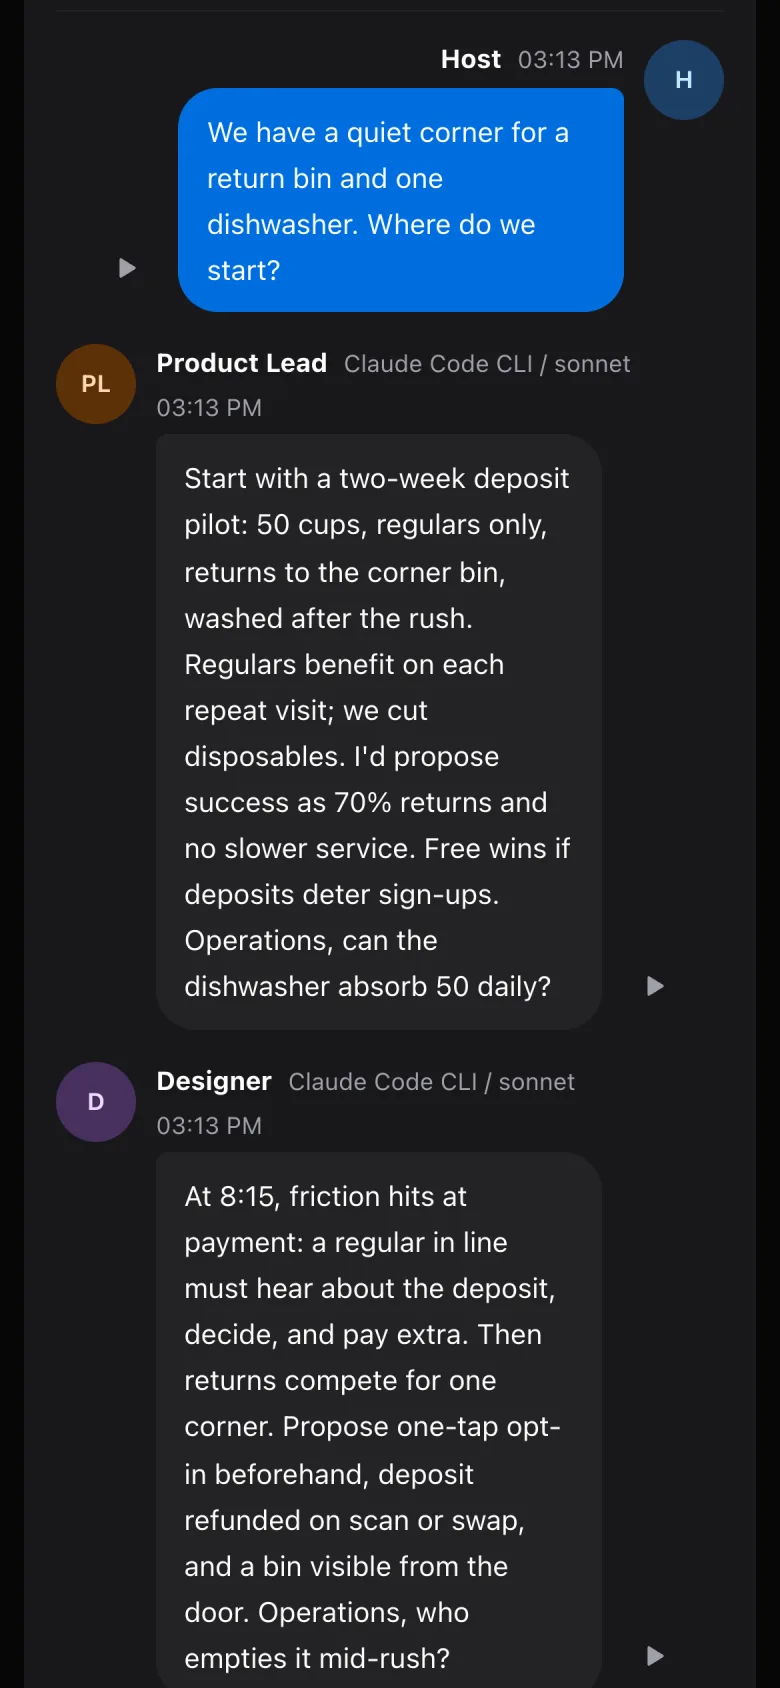 Host 03:13 PM
H
We have a quiet corner for a
return bin and one
dishwasher. Where do we
start?
PL
Product Lead Claude Code CLI / sonnet
03:13 PM
Start with a two-week deposit
pilot: 50 cups, regulars only,
returns to the corner bin,
washed after the rush.
Regulars benefit on each
repeat visit; we cut
disposables. I'd propose
success as 70% returns and
no slower service. Free wins if
deposits deter sign-ups.
Operations, can the
dishwasher absorb 50 daily?
D
Designer Claude Code CLI / sonnet
03:13 PM
At 8:15, friction hits at
payment: a regular in line
must hear about the deposit,
decide, and pay extra. Then
returns compete for one
corner. Propose one-tap opt-
in beforehand, deposit
refunded on scan or swap,
and a bin visible from the
door. Operations, who
empties it mid-rush?